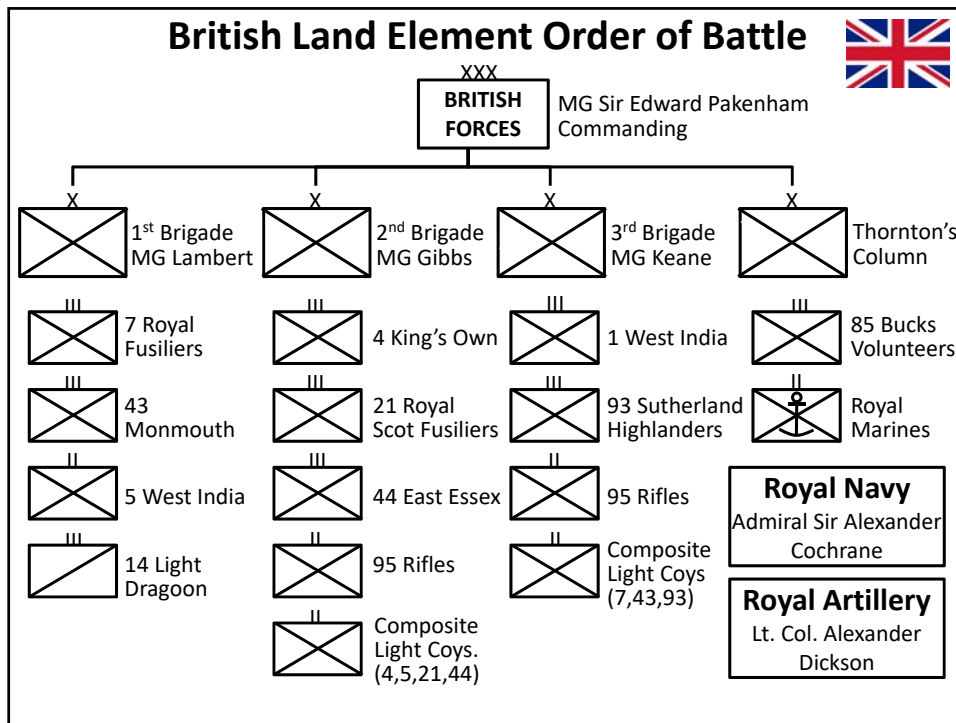 British Land Element Order of Battle
XXX
BRITISH
FORCES
MG Sir Edward Pakenham
Commanding
X
1st Brigade
MG Lambert
X
2nd Brigade
MG Gibbs
X
3rd Brigade
MG Keane
X
Thornton's
Column
III
7 Royal
Fusiliers
III
4 King's Own
III
1 West India
III
85 Bucks
Volunteers
III
43
Monmouth
III
21 Royal
Scot Fusiliers
III
93 Sutherland
Highlanders
II
Royal
Marines
II
5 West India
III
44 East Essex
II
95 Rifles
III
14 Light
Dragoon
II
95 Rifles
II
Composite
Light Coys
(7,43,93)
II
Composite
Light Coys.
(4,5,21,44)
Royal Navy
Admiral Sir Alexander
Cochrane
Royal Artillery
Lt. Col. Alexander
Dickson